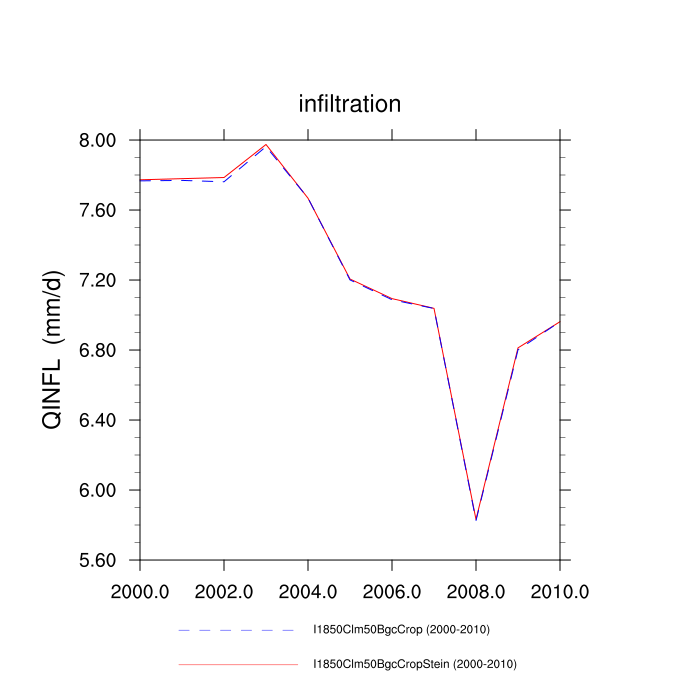 infiltration
8.00
7.60
7.20
6.80
6.40
6.00
5.60
QINFL (mm/d)
2000.0 2002.0 2004.0 2006.0 2008.0 2010.0
I1850Clm50BgcCrop (2000-2010)
I1850Clm50BgcCropStein (2000-2010)